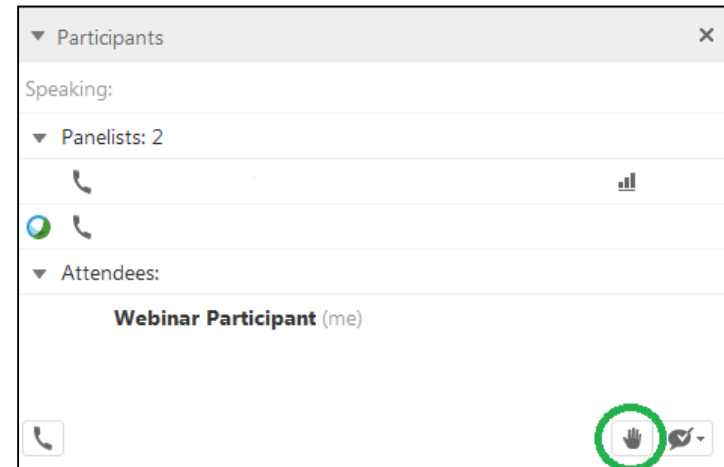 Participants
Speaking:
Panelists: 2
Attendees:
Webinar Participant (me)